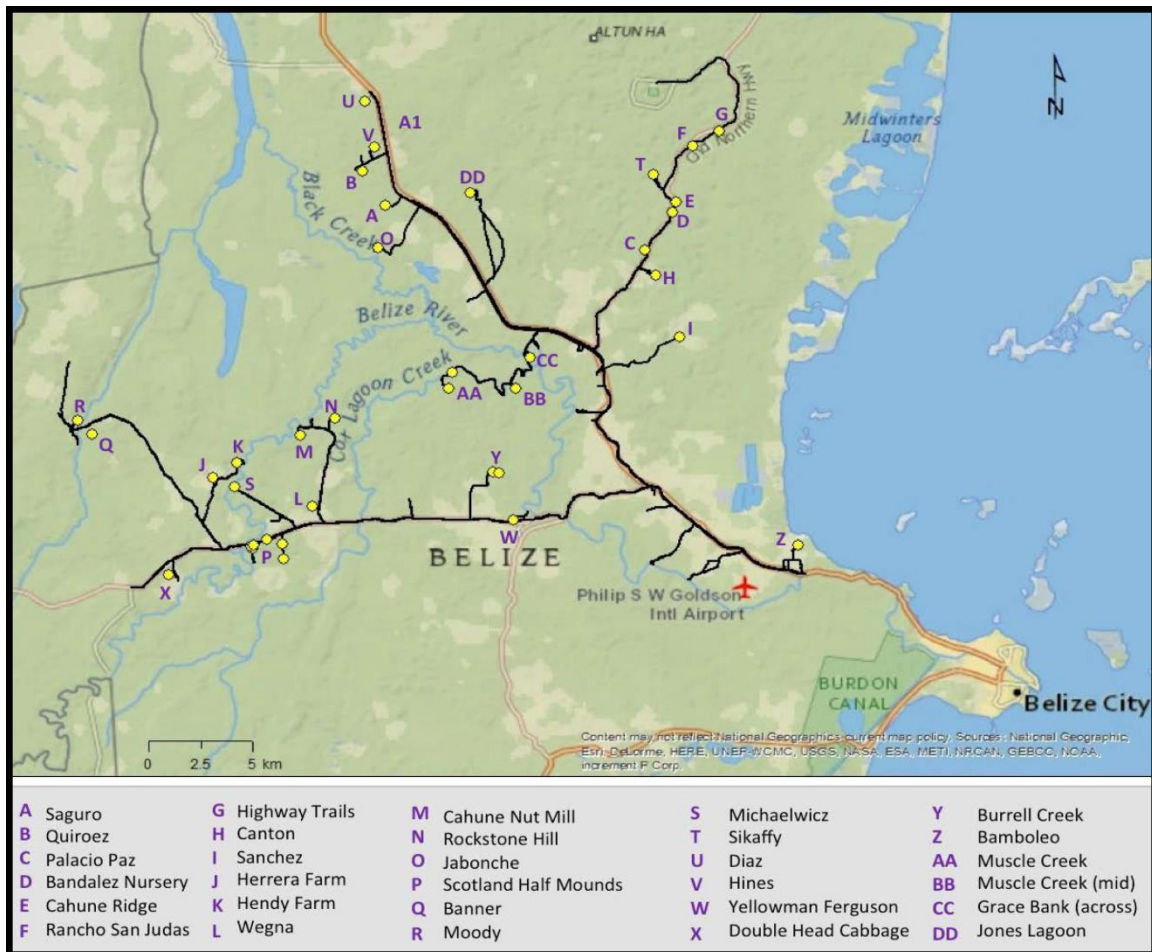 ALTUN HA
N
U
A1
V
B
A
O
DD
Black Creek
G
F
Old Northern Hwy
T
E
D
C
H
I
Midwinters
Lagoon
Belize River
CC
Cox Lagoon Creek
AA
BB
R
Q
N
M
K
J
S
L
Y
W
P
X
Z
BELIZE
Philip S W Goldson
Intl Airport
BURDON
CANAL
Belize City
0 2.5 5 km
Content may not reflect National Geographic's current map policy. Sources: National Geographic,
Esri, DeLorme, HERE, UNEP-WCMC, USGS, NASA, ESA, METI, NRCAN, GEBCO, NOAA,
increment P Corp.
A Saguro
B Quiroez
C Palacio Paz
D Bandalez Nursery
E Cahune Ridge
F Rancho San Judas
G Highway Trails
H Canton
I Sanchez
J Herrera Farm
K Hendy Farm
L Wegna
M Cahune Nut Mill
N Rockstone Hill
O Jabonche
P Scotland Half Mounds
Q Banner
R Moody
S Michaelwicz
T Sikaffy
U Diaz
V Hines
W Yellowman Ferguson
X Double Head Cabbage
Y Burrell Creek
Z Bamboleo
AA Muscle Creek
BB Muscle Creek (mid)
CC Grace Bank (across)
DD Jones Lagoon